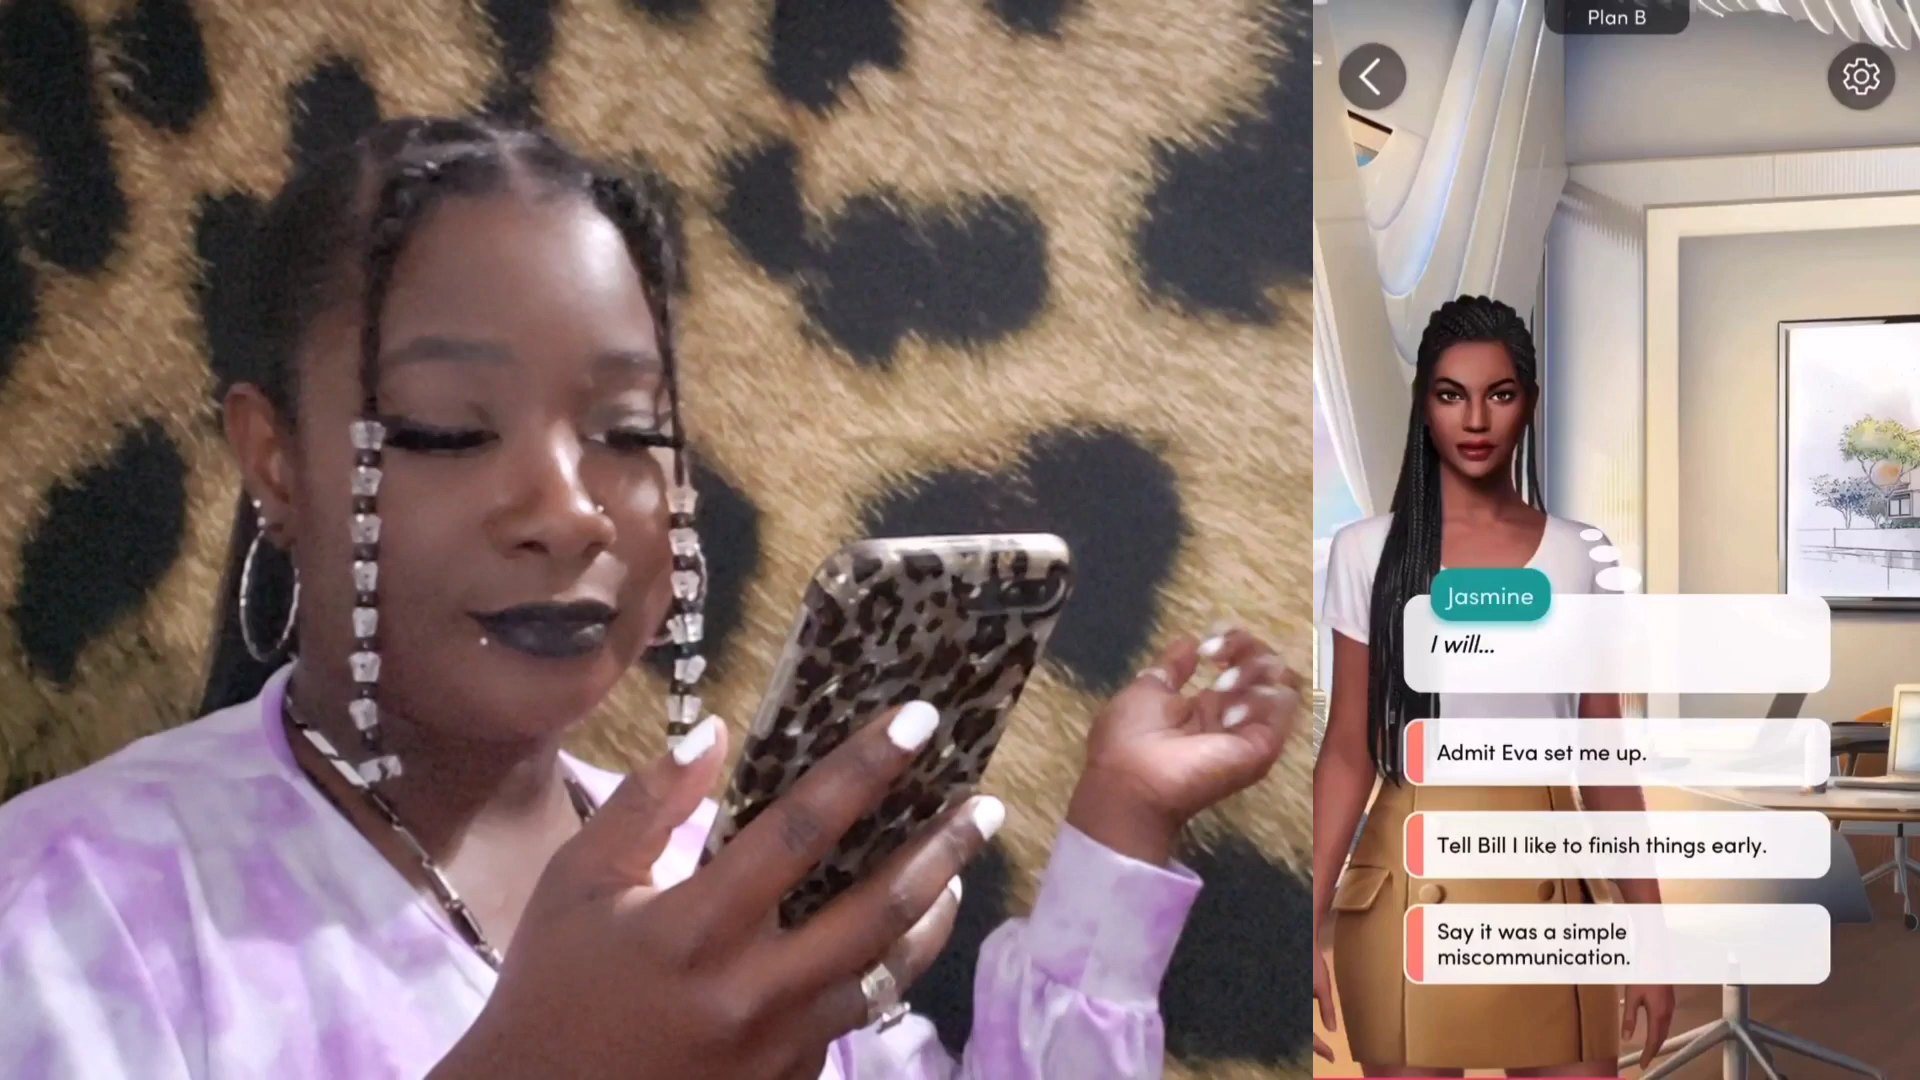 Plan B
Jasmine
I will...
Admit Eva set me up.
Tell Bill I like to finish things early.
Say it was a simple
miscommunication.